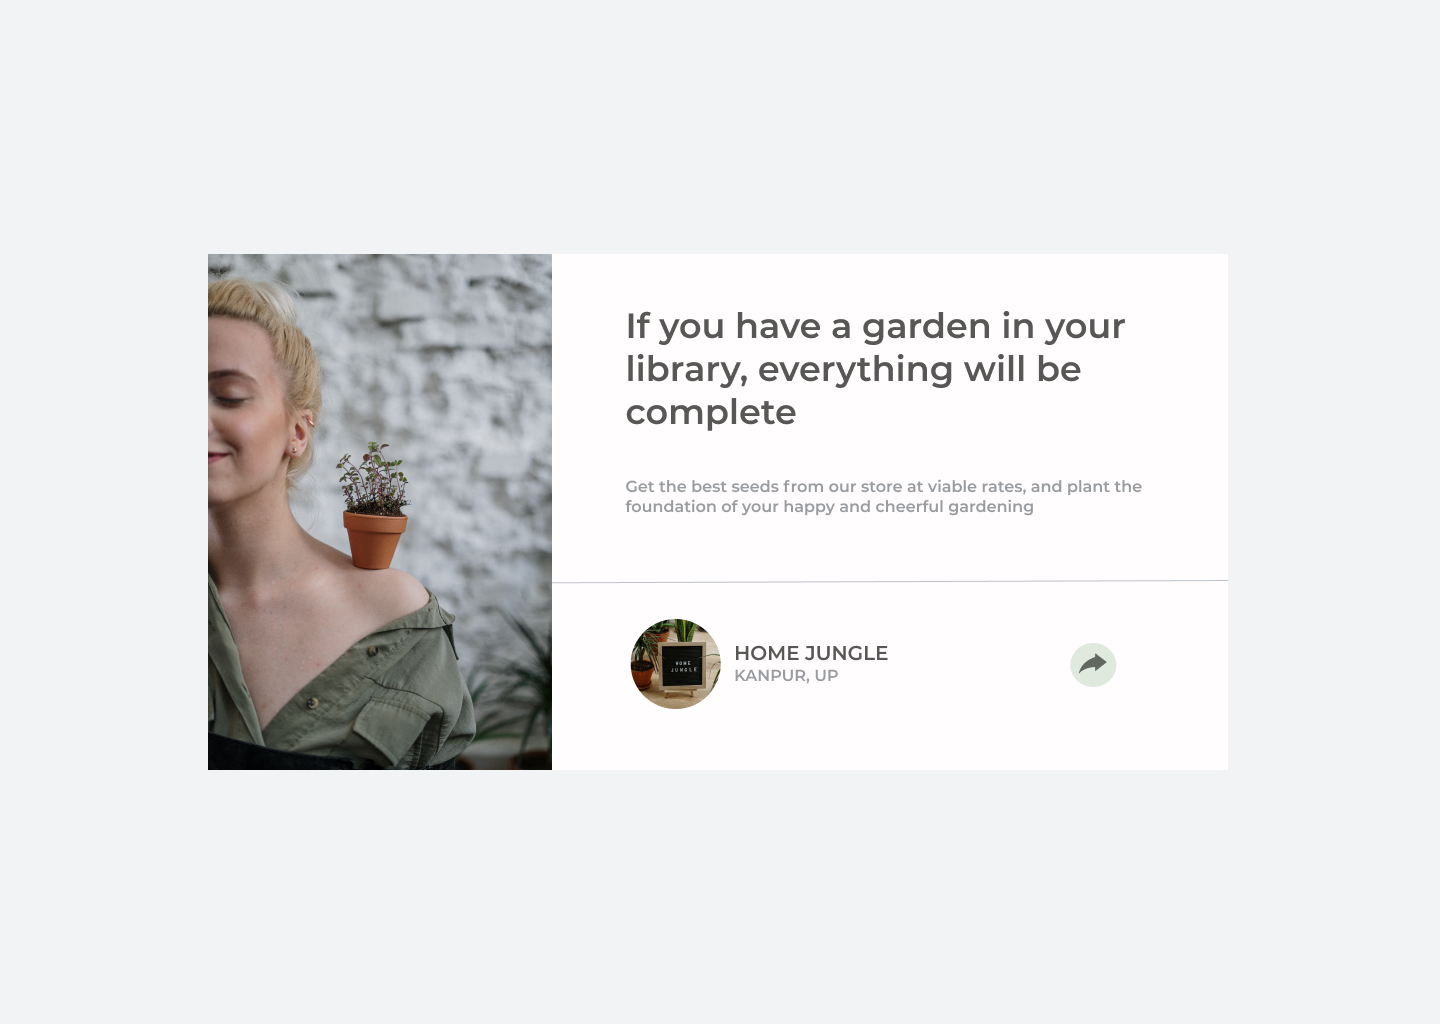 If you have a garden in your
library, everything will be
complete
Get the best seeds from our store at viable rates, and plant the
foundation of your happy and cheerful gardening
HOME
JUNGLE
HOME JUNGLE
KANPUR, UP